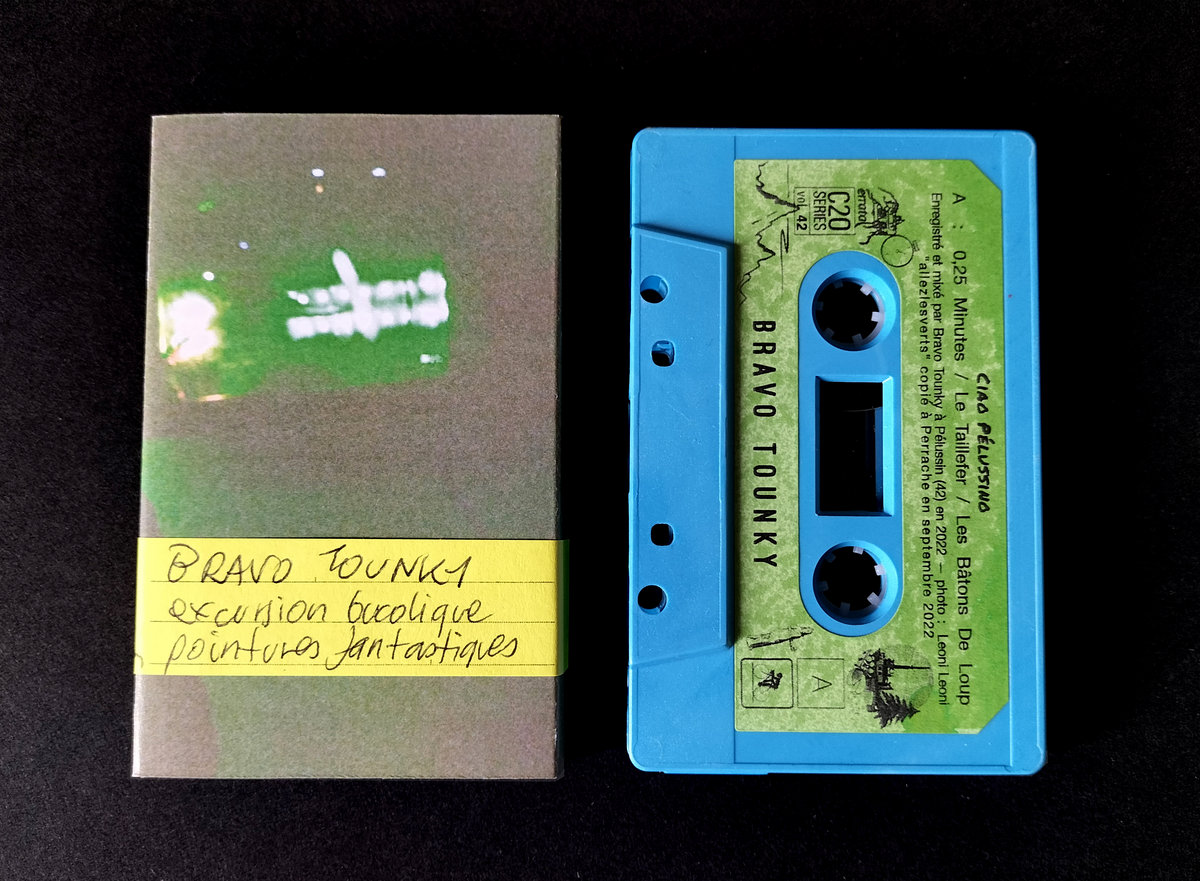 BRAVO TOUNKY
excursion bucolique
pointures fantastiques
CIAO PÉLUSSINO
A : 0,25 Minutes / Le Taillefer / Les Bâtons De Loup
Enregistré et mixé par Bravo Tounky à Pélussin (42) en 2022 – photo : Leoni Leoni
"allezlesverts" copié à Perrache en septembre 2022
errata
C20
SERIES
vol. 42
BRAVO TOUNKY
A